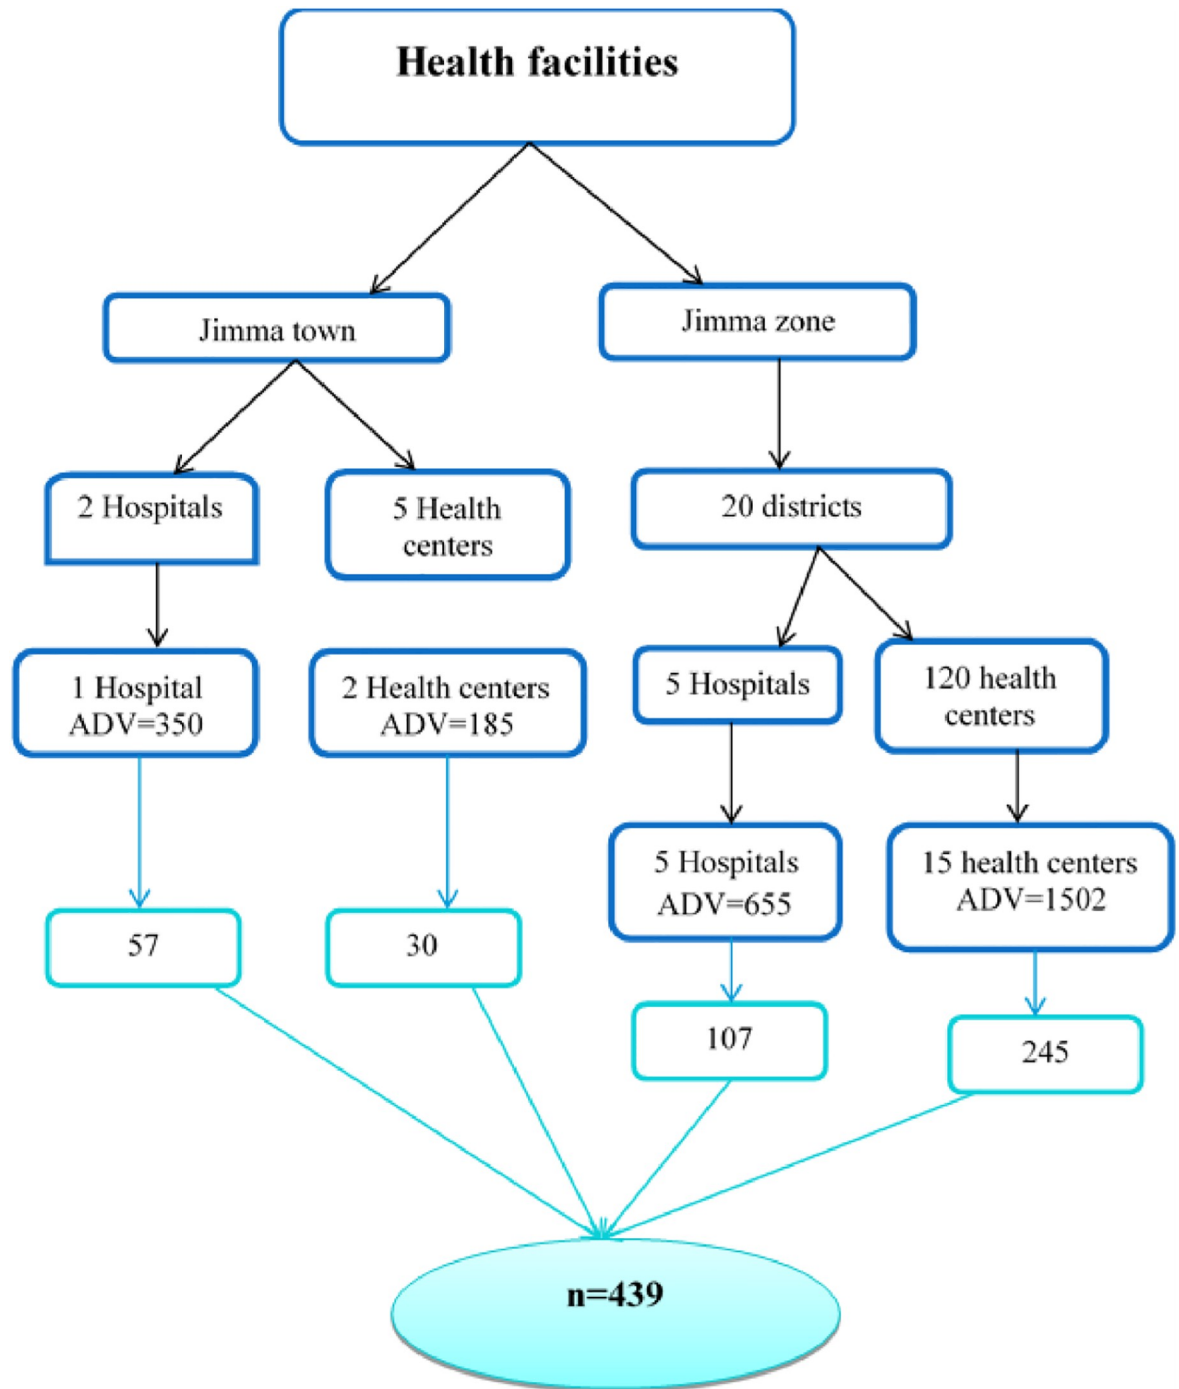 Health facilities
Jimma town
Jimma zone
2 Hospitals
5 Health
centers
20 districts
1 Hospital
ADV=350
2 Health centers
ADV=185
5 Hospitals
120 health
centers
5 Hospitals
ADV=655
15 health centers
ADV=1502
57
30
107
245
n=439